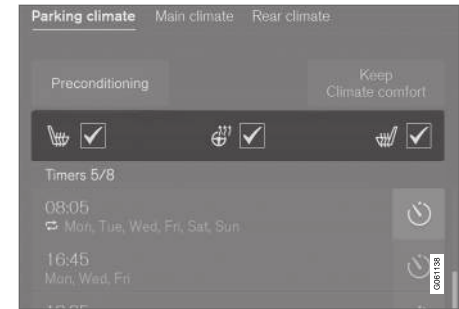 Parking climate Main climate Rear climate
Preconditioning
Keep
Climate comfort
Timers 5/8
08:05
Mon, Tue, Wed, Fri, Sat, Sun
16:45
Mon, Wed, Fri
G061138